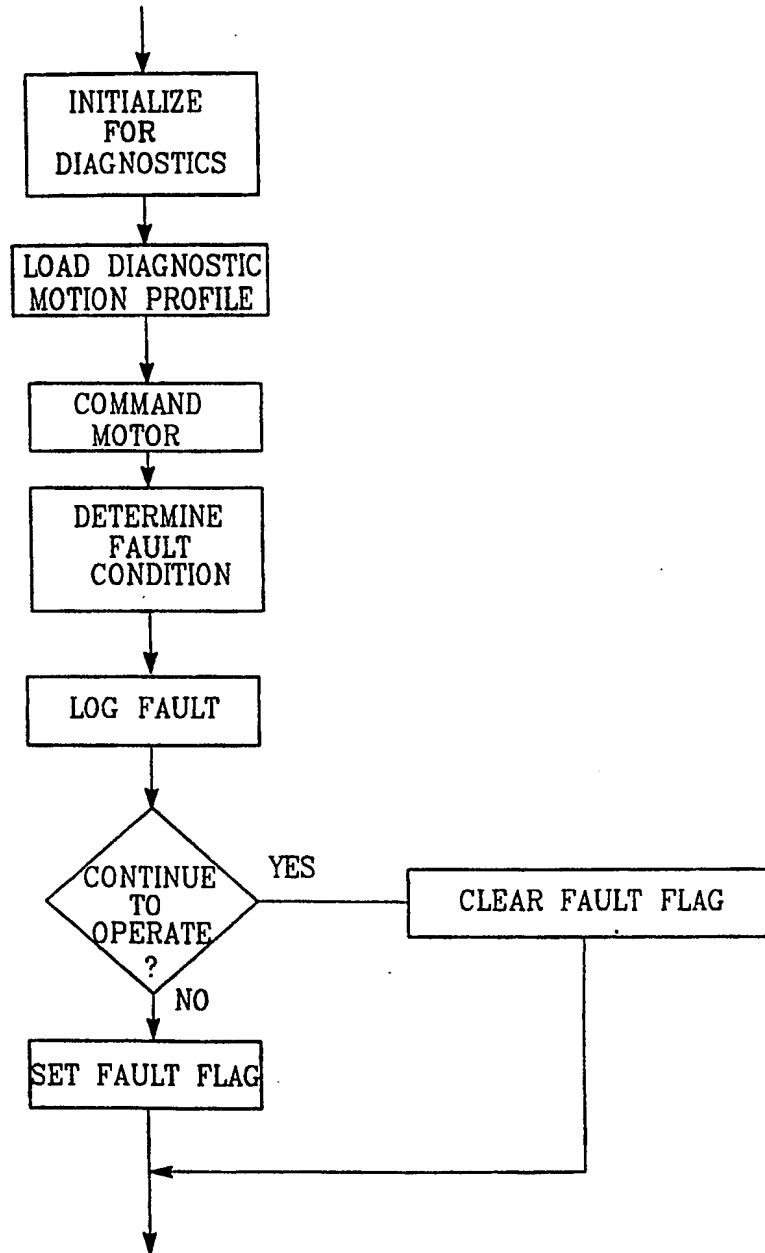 INITIALIZE
FOR
DIAGNOSTICS
LOAD DIAGNOSTIC
MOTION PROFILE
COMMAND
MOTOR
DETERMINE
FAULT
CONDITION
LOG FAULT
CONTINUE
TO
OPERATE
?
YES
CLEAR FAULT FLAG
NO
SET FAULT FLAG